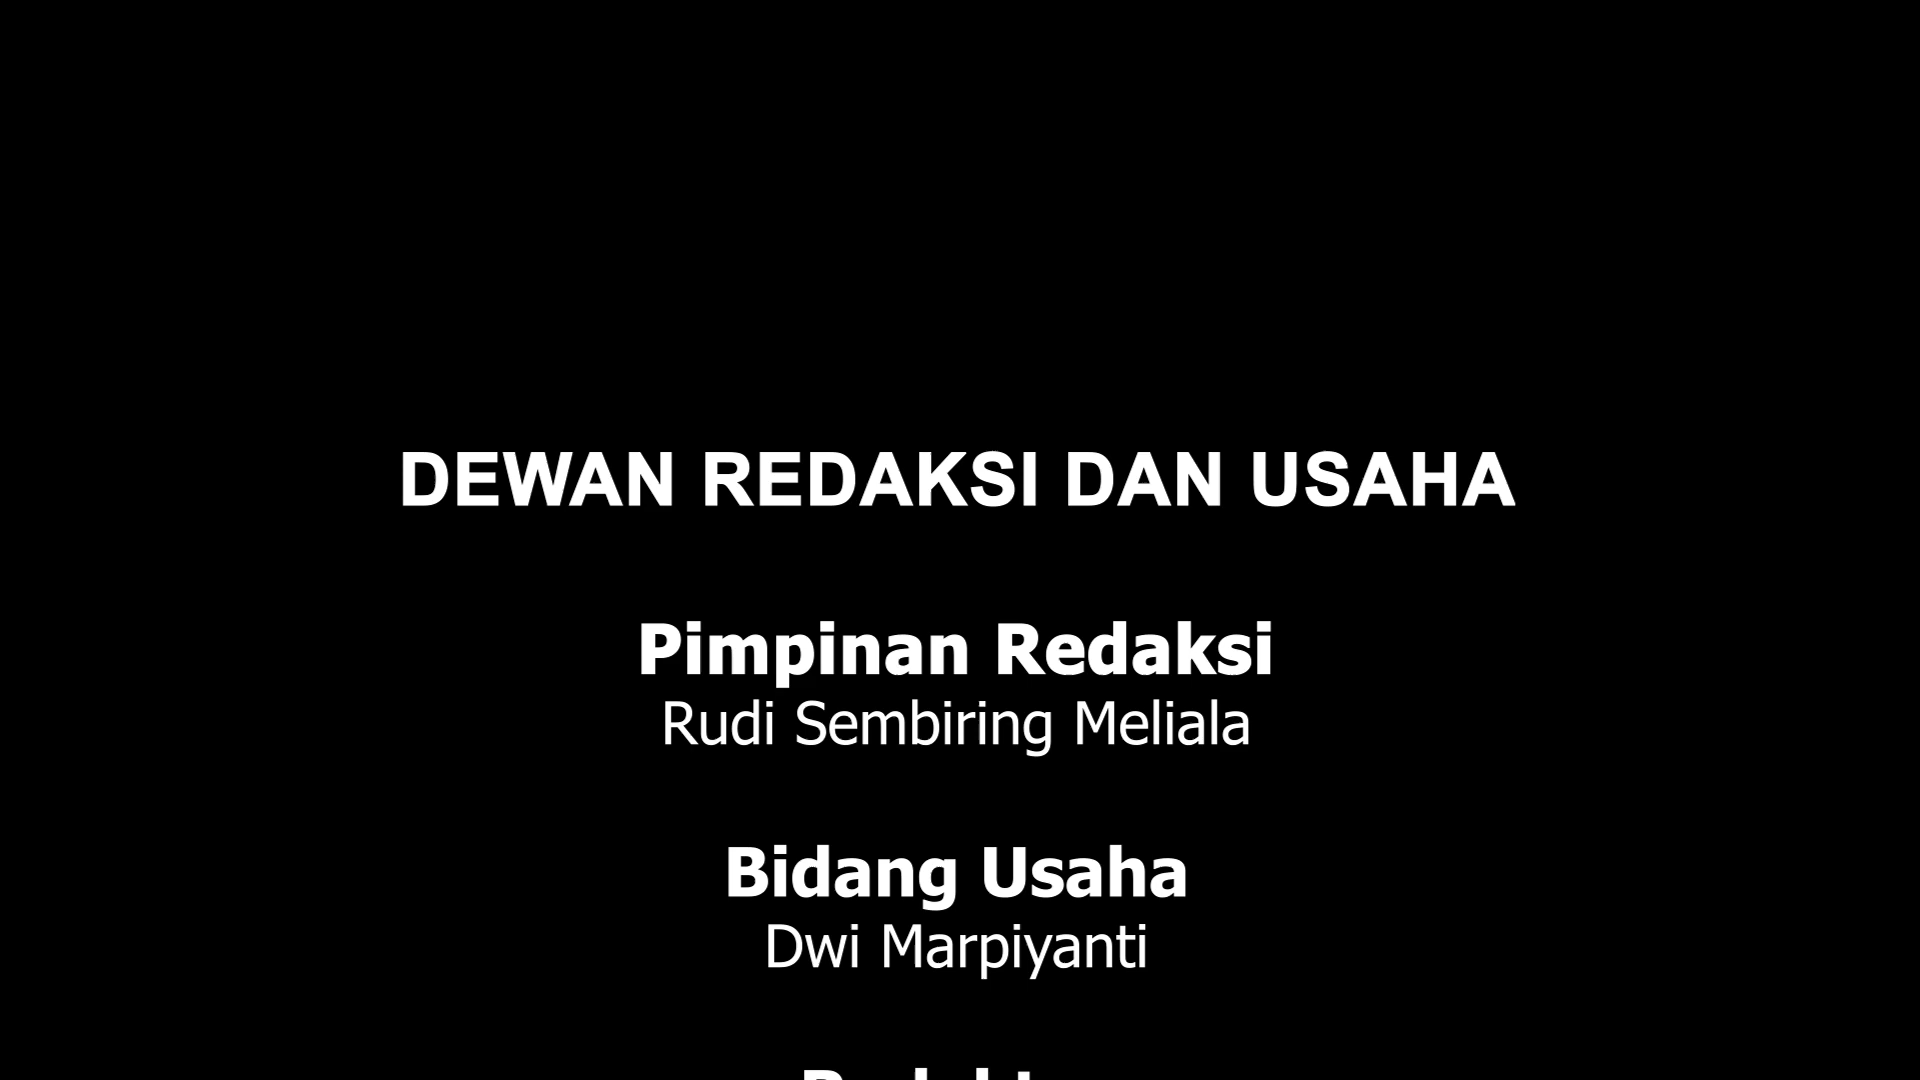 DEWAN REDAKSI DAN USAHA
Pimpinan Redaksi
Rudi Sembiring Meliala
Bidang Usaha
Dwi Marpiyanti